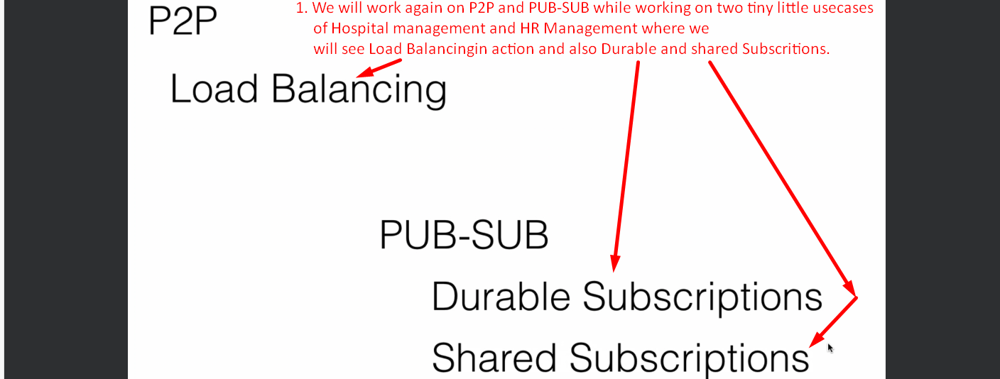 P2P
1. We will work again on P2P and PUB-SUB while working on two tiny little usecases
of Hospital management and HR Management where we
will see Load Balancingin action and also Durable and shared Subscritions.
Load Balancing
PUB-SUB
Durable Subscriptions
Shared Subscriptions